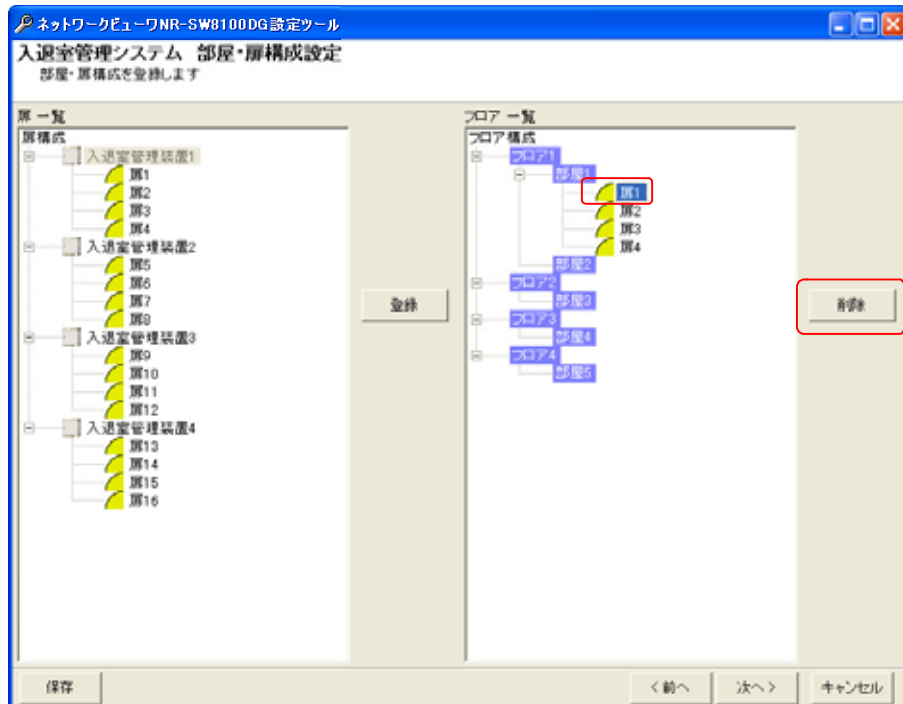 ネットワークビューワNR-SW8100DG設定ツール
入退室管理システム 部屋・扉構成設定
部屋・扉構成を登録します
扉 一覧
扉構成
入退室管理装置1
扉1
扉2
扉3
扉4
入退室管理装置2
扉5
扉6
扉7
扉8
入退室管理装置3
扉9
扉10
扉11
扉12
入退室管理装置4
扉13
扉14
扉15
扉16
登録
フロア 一覧
フロア構成
フロア1
部屋1
扉1
扉2
扉3
扉4
部屋2
フロア2
部屋3
フロア3
部屋4
フロア4
部屋5
削除
保存
<前へ
次へ>
キャンセル